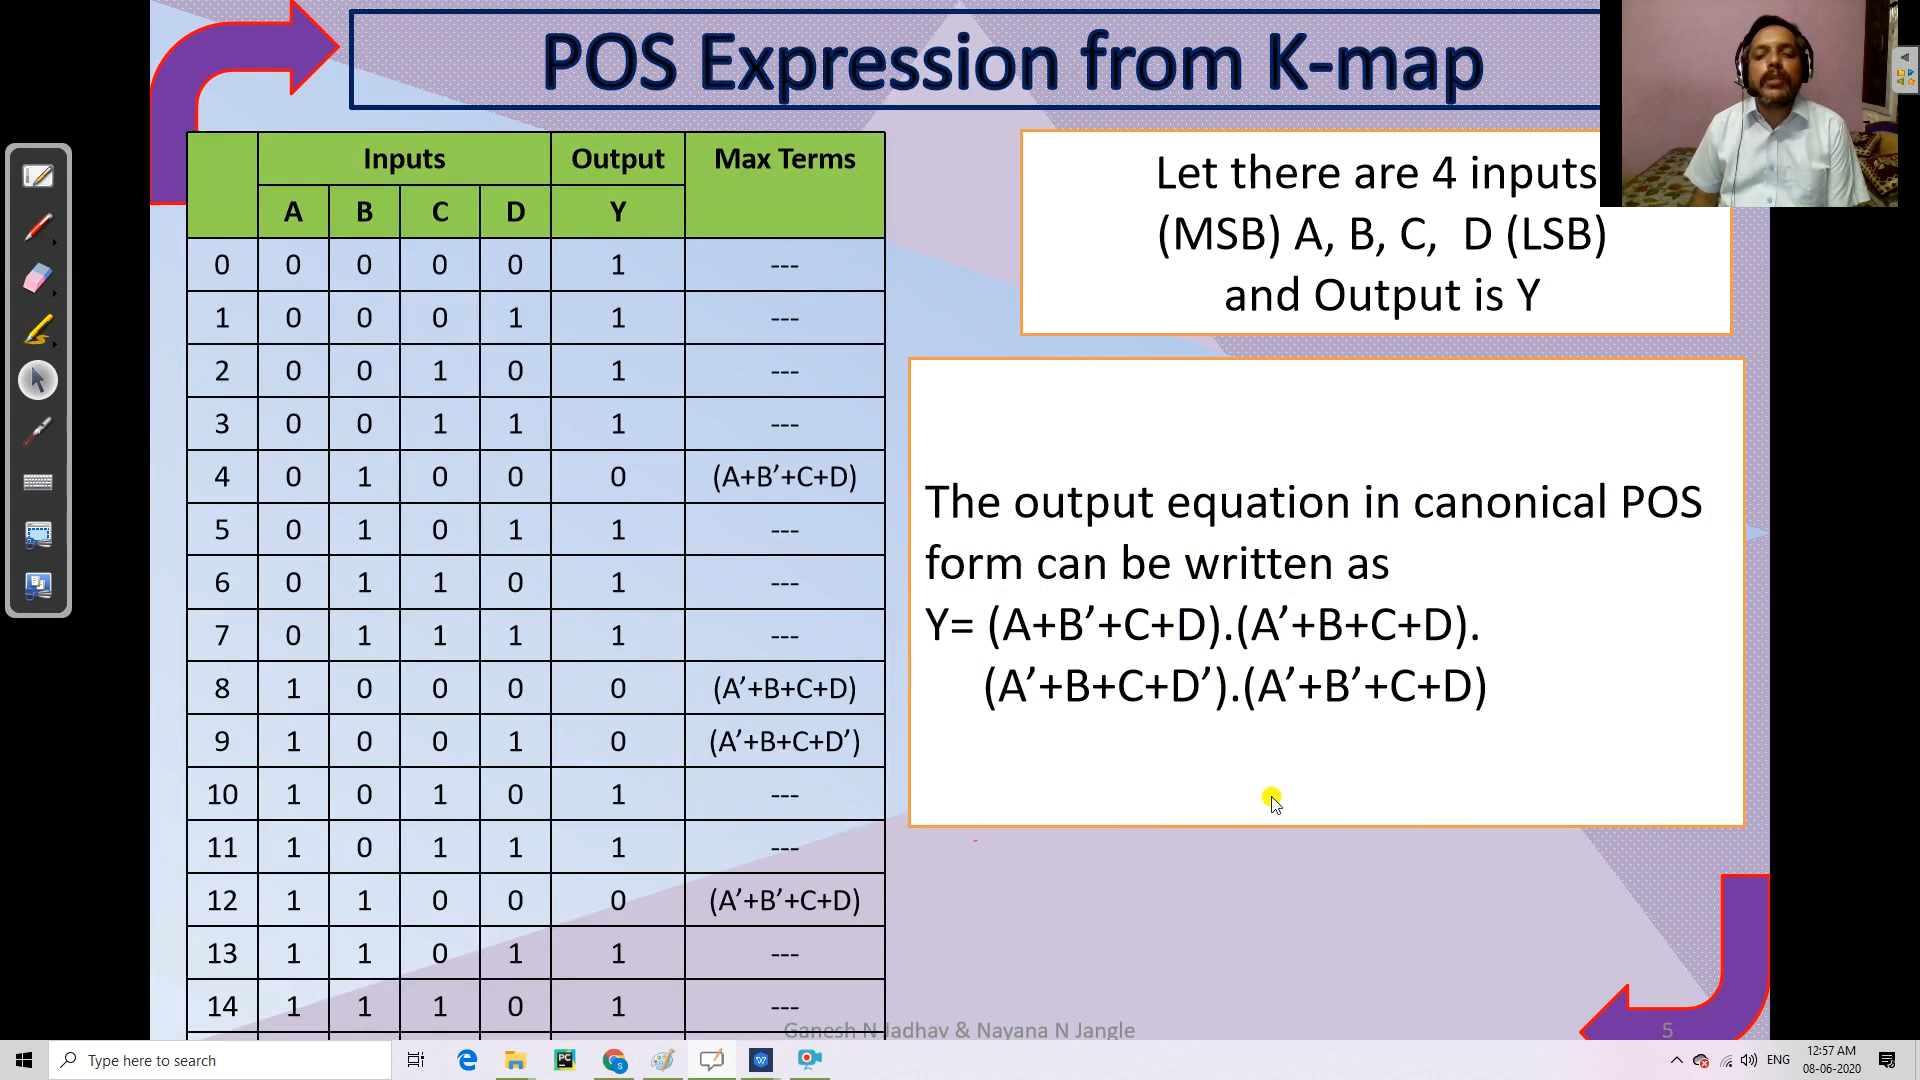 POS Expression from K-map
Inputs Output Max Terms
A B C D Y
0 0 0 0 0 1 ---
1 0 0 0 1 1 ---
2 0 0 1 0 1 ---
3 0 0 1 1 1 ---
4 0 1 0 0 0 (A+B’+C+D)
5 0 1 0 1 1 ---
6 0 1 1 0 1 ---
7 0 1 1 1 1 ---
8 1 0 0 0 0 (A’+B+C+D)
9 1 0 0 1 0 (A’+B+C+D’)
10 1 0 1 0 1 ---
11 1 0 1 1 1 ---
12 1 1 0 0 0 (A’+B’+C+D)
13 1 1 0 1 1 ---
14 1 1 1 0 1 ---
Let there are 4 inputs
(MSB) A, B, C, D (LSB)
and Output is Y
The output equation in canonical POS
form can be written as
Y= (A+B’+C+D).(A’+B+C+D).
(A’+B+C+D’).(A’+B’+C+D)
Ganesh N Jadhav & Nayana N Jangle
5
Type here to search
PC
S
ENG
12:57 AM
08-06-2020